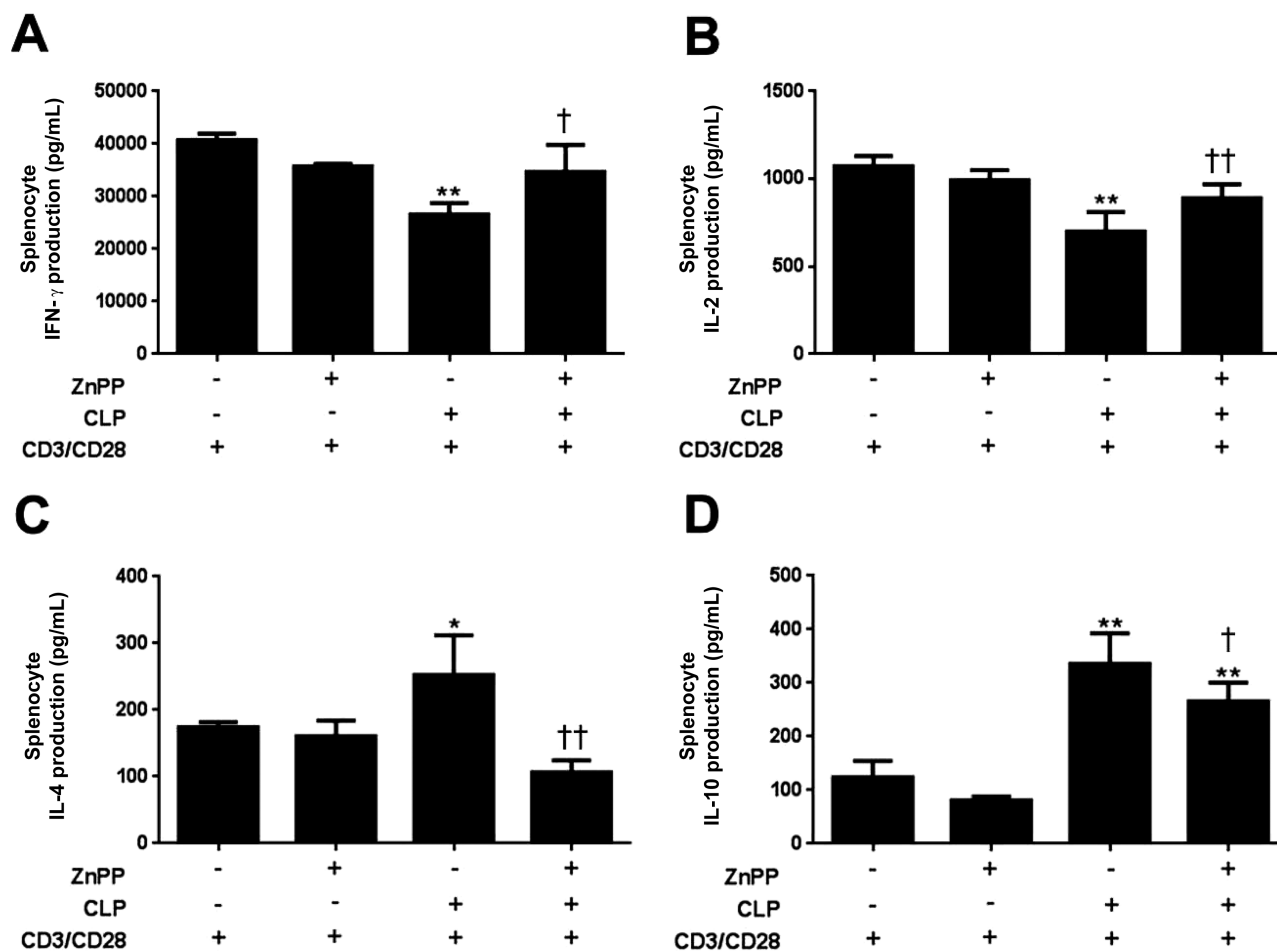 A
Splenocyte
IFN-γ production (pg/mL)
50000
40000
30000
20000
10000
0
**
†
ZnPP - + - +
CLP - - + +
CD3/CD28 + + + +
B
Splenocyte
IL-2 production (pg/mL)
1500
1000
500
0
**
††
ZnPP - + - +
CLP - - + +
CD3/CD28 + + + +
C
Splenocyte
IL-4 production (pg/mL)
400
300
200
100
0
*
††
ZnPP - + - +
CLP - - + +
CD3/CD28 + + + +
D
Splenocyte
IL-10 production (pg/mL)
500
400
300
200
100
0
**
†
**
ZnPP - + - +
CLP - - + +
CD3/CD28 + + + +